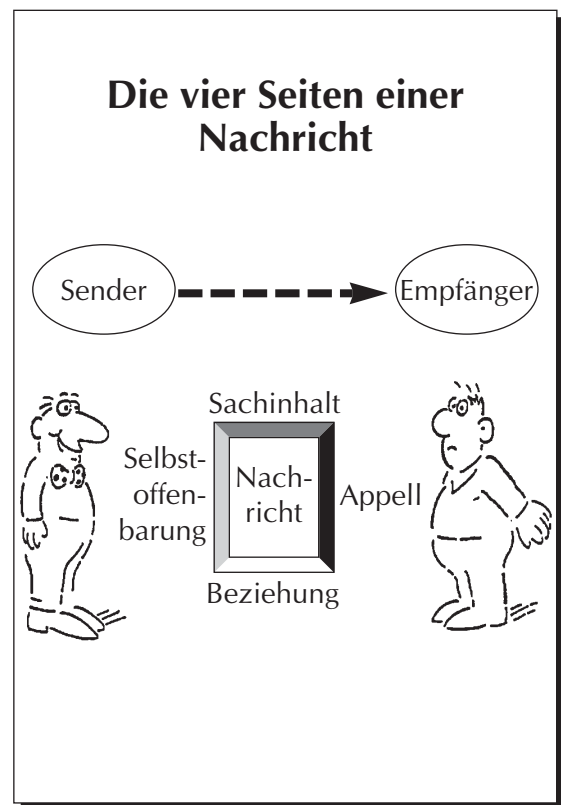 Die vier Seiten einer
Nachricht
Sender
Empfänger
Sachinhalt
Selbst-
offen-
barung
Nach-
richt
Appell
Beziehung